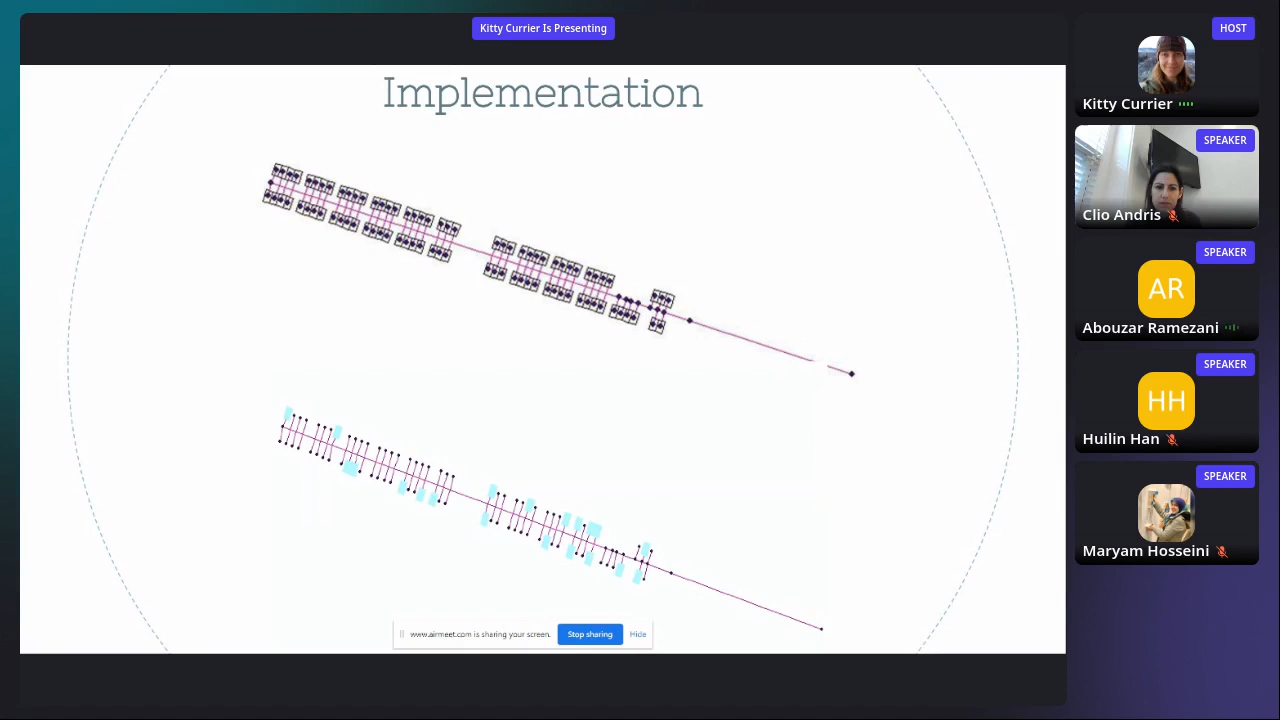 Kitty Currier Is Presenting
HOST
Implementation
Kitty Currier
SPEAKER
Clio Andris
SPEAKER
AR
Abouzar Ramezani
SPEAKER
HH
Huilin Han
SPEAKER
Maryam Hosseini
www.airmeet.com is sharing your screen.
Stop sharing
Hide